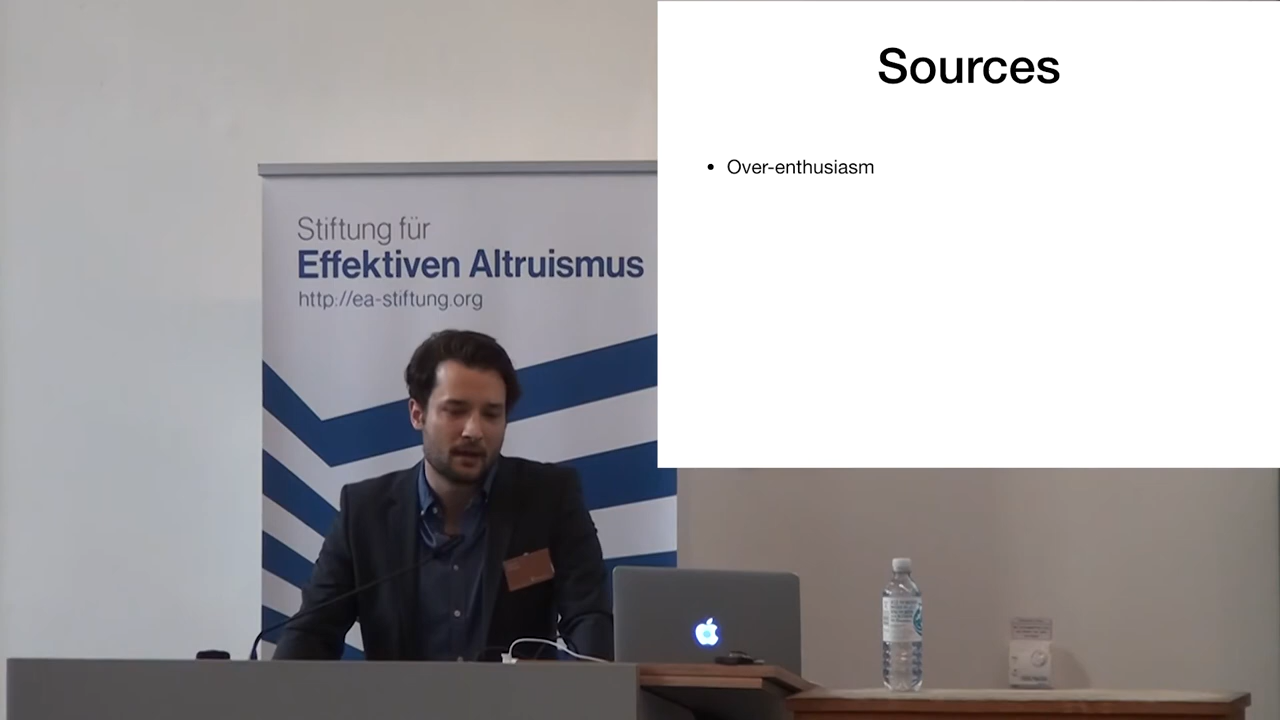 Sources
• Over-enthusiasm
Stiftung für
Effektiven Altruismus
http://ea-stiftung.org